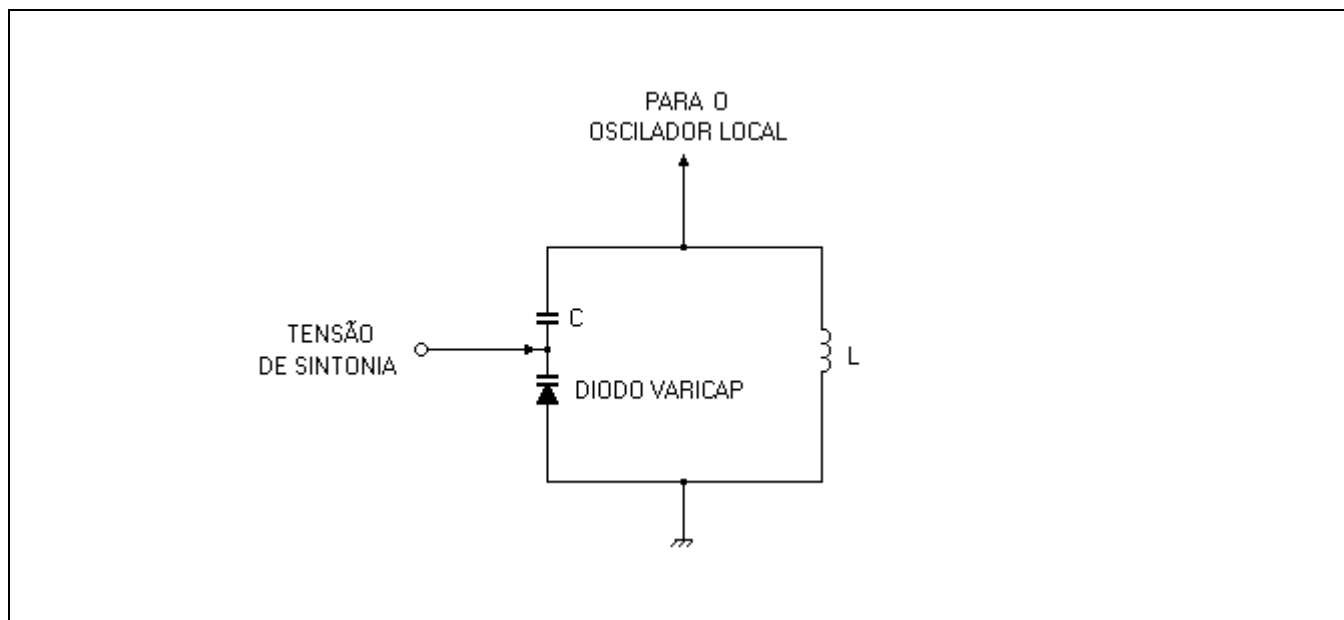 PARA O
OSCILADOR LOCAL
C
TENSÃO
DE SINTONIA
L
DIODO VARICAP